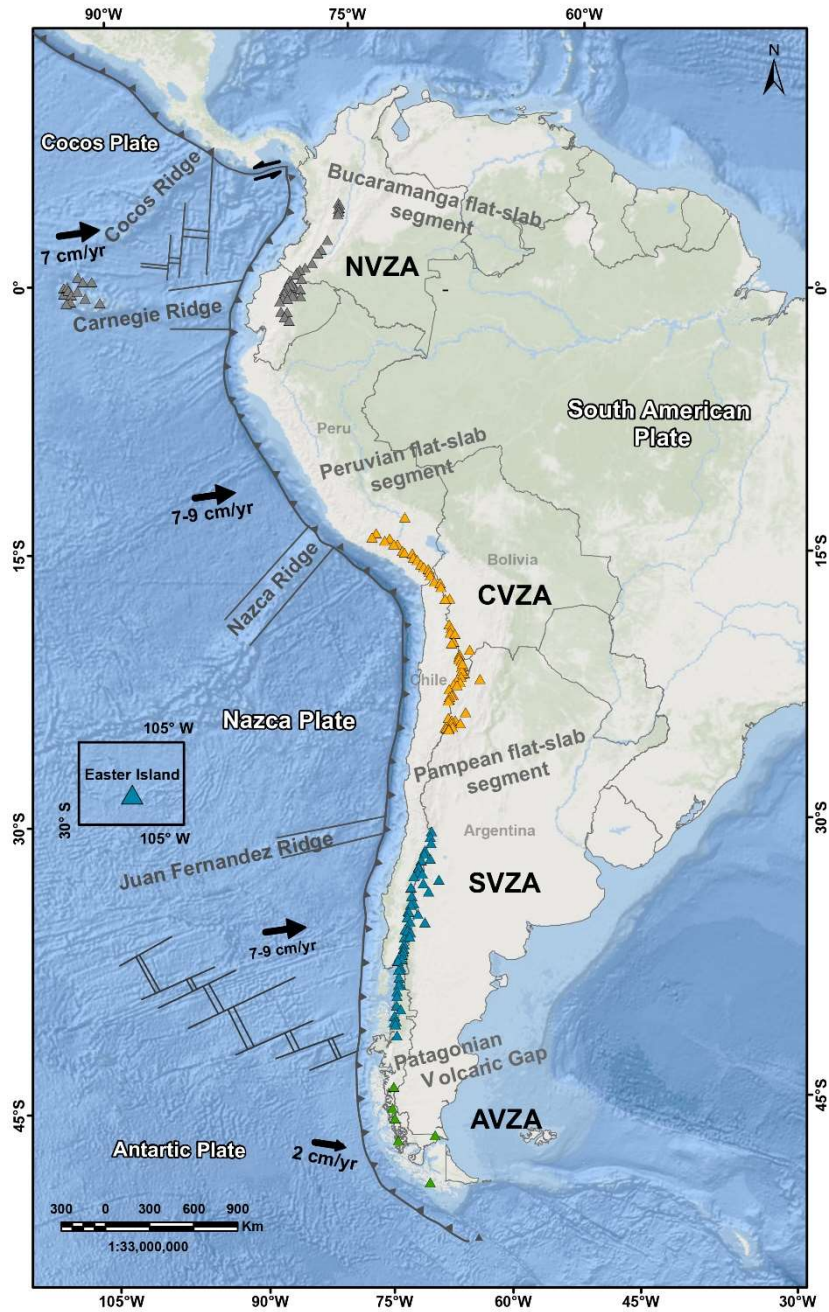 90°W
75°W
60°W
N
Cocos Plate
Cocos Ridge
Bucaramanga flat-slab
segment
7 cm/yr
NVZA
0°
0°
Carnegie Ridge
South American
Plate
Peru
Peruvian flat-slab
segment
7-9 cm/yr
15°S
15°S
Bolivia
Nazca Ridge
CVZA
Chile
Nazca Plate
105° W
Pampean flat-slab
segment
Easter Island
30° S
105° W
30°S
30°S
Argentina
Juan Fernandez Ridge
SVZA
7-9 cm/yr
Patagonian
Volcaric Gap
45°S
45°S
AVZA
Antartic Plate
2 cm/yr
300 0 300 600 900
Km
1:33,000,000
105°W
90°W
75°W
60°W
45°W
30°W